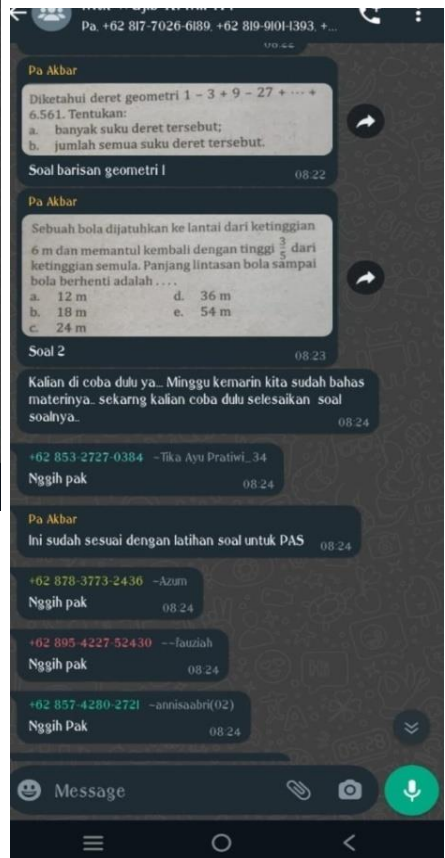 Pa. +62 817-7026-6189, +62 819-9101-1393, +...
08:22
Pa Akbar
Diketahui deret geometri 1 − 3 + 9 − 27 + ⋯ +
6.561. Tentukan:
a. banyak suku deret tersebut;
b. jumlah semua suku deret tersebut.
Soal barisan geometri 1
08:22
Pa Akbar
Sebuah bola dijatuhkan ke lantai dari ketinggian
6 m dan memantul kembali dengan tinggi 3/5 dari
ketinggian semula. Panjang lintasan bola sampai
bola berhenti adalah . . . .
a. 12 m d. 36 m
b. 18 m e. 54 m
c. 24 m
Soal 2
08:23
Kalian di coba dulu ya... Minggu kemarin kita sudah bahas
materinya.. sekarng kalian coba dulu selesaikan soal
soalnya..
08:24
+62 853-2727-0384 ~Tika Ayu Pratiwi_34
Nggih pak
08:24
Pa Akbar
Ini sudah sesuai dengan latihan soal untuk PAS
08:24
+62 878-3773-2436 ~Azum
Nggih pak
08:24
+62 895-4227-52430 ~~fauziah
Nggih pak
08:24
+62 857-4280-2721 ~annisaabri(02)
Nggih Pak
08:24
Message